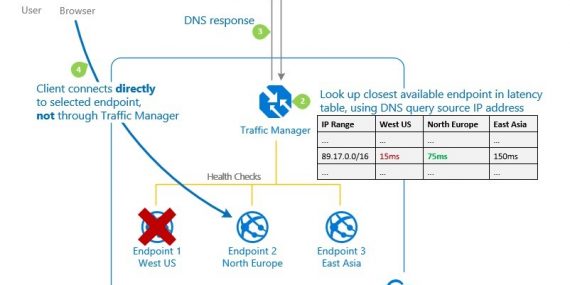 User Browser
DNS response
3
4
Client connects directly
to selected endpoint,
not through Traffic Manager
2
Look up closest available endpoint in latency
table, using DNS query source IP address
Traffic Manager
IP Range West US North Europe East Asia
... ... ... ...
89.17.0.0/16 15ms 75ms 150ms
... ... ... ...
Health Checks
Endpoint 1
West US
Endpoint 2
North Europe
Endpoint 3
East Asia